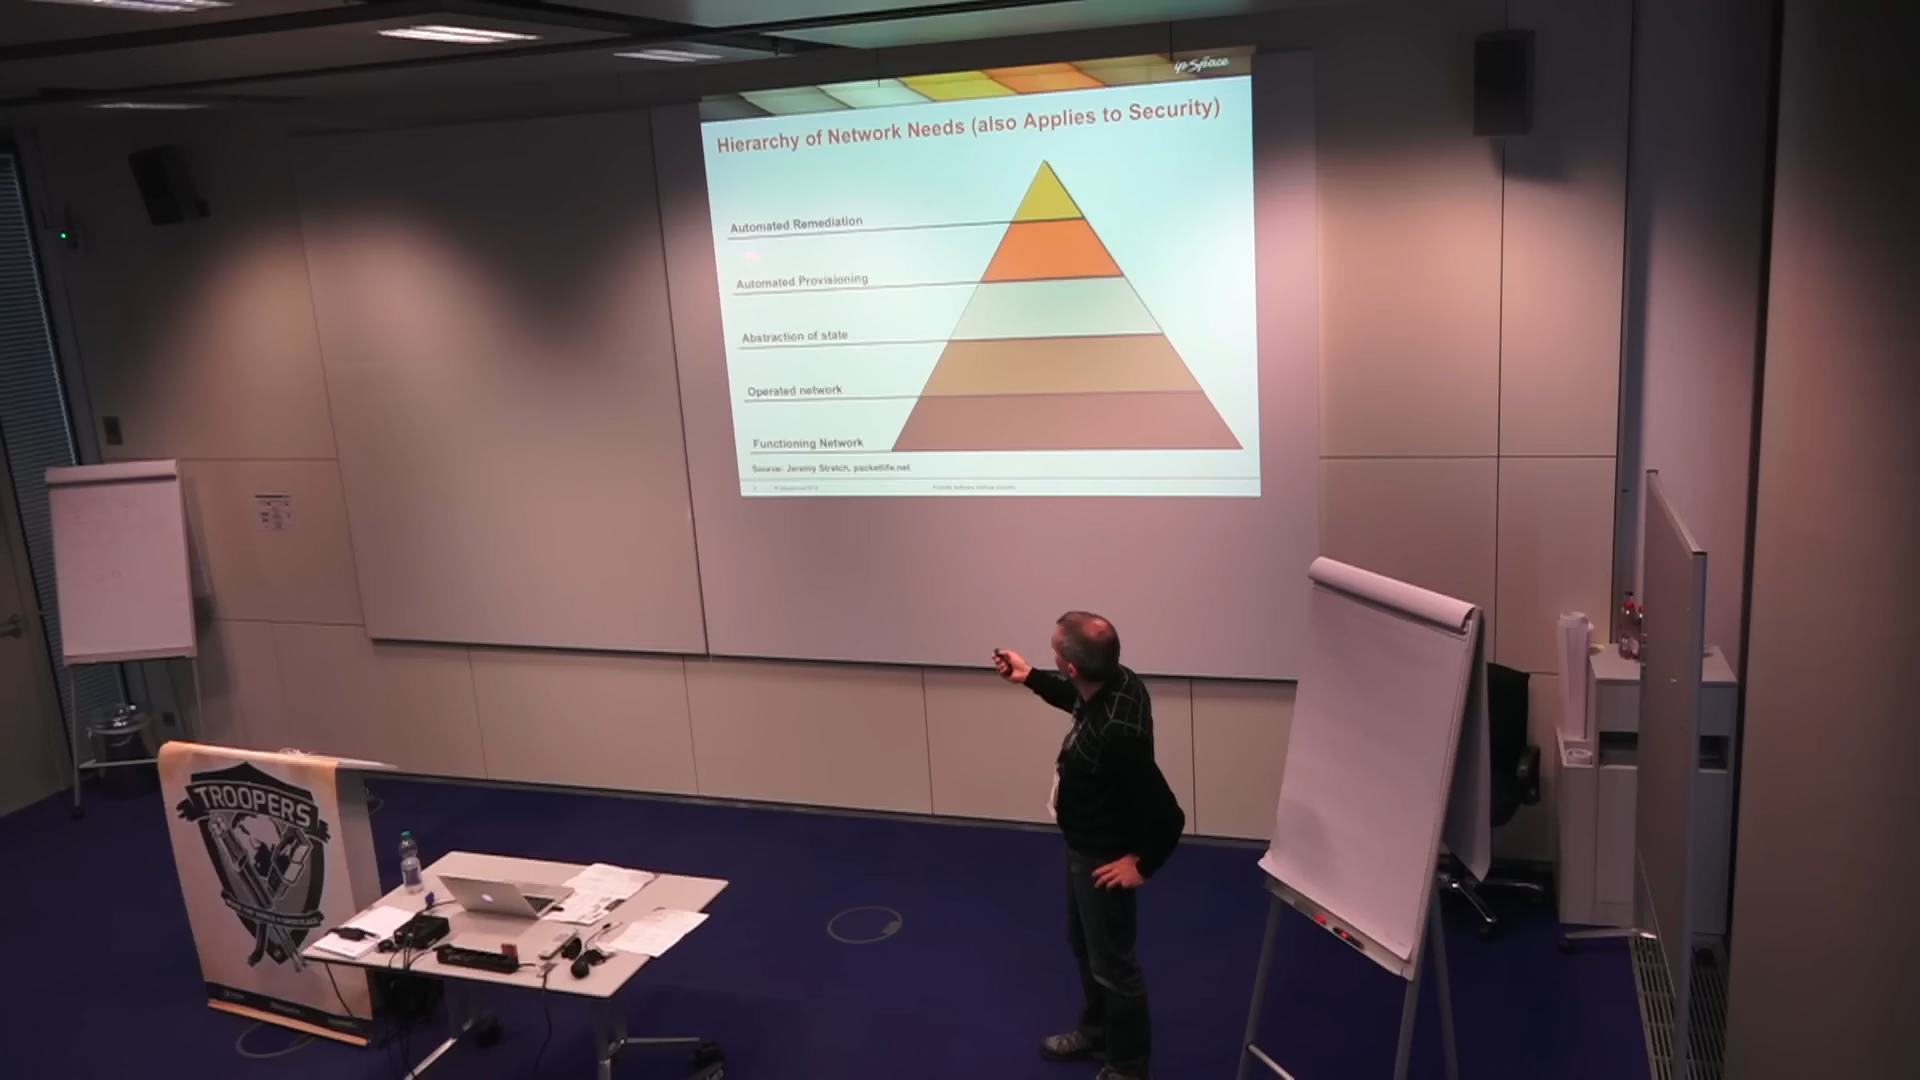 ipSpace
Hierarchy of Network Needs (also Applies to Security)
Automated Remediation
Automated Provisioning
Abstraction of state
Operated network
Functioning Network
Source: Jeremy Stretch, packetlife.net
TROOPERS